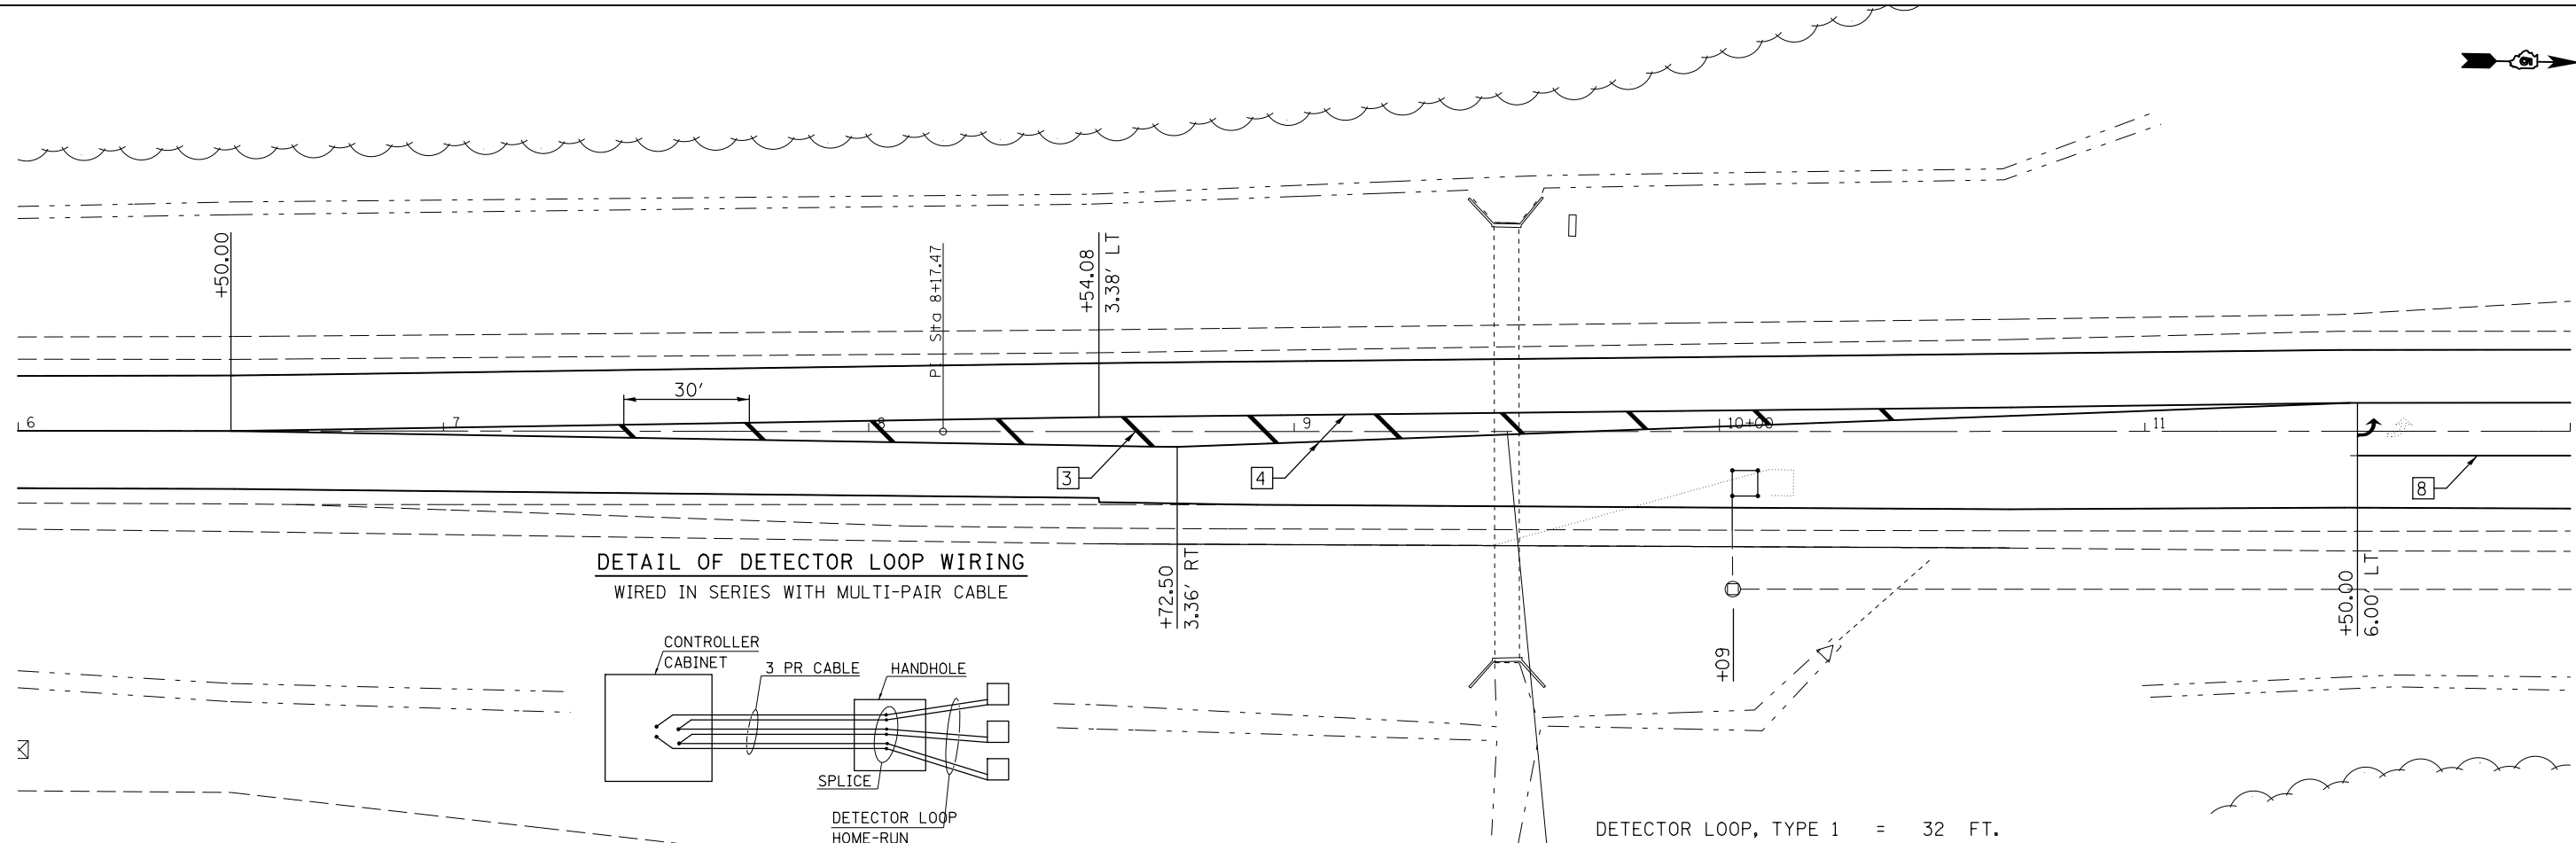 +50.00
P. Sta 8+17.47
+54.08
3.38' LT
30'
6
7
8
9
10+00
11
3
4
8
DETAIL OF DETECTOR LOOP WIRING
WIRED IN SERIES WITH MULTI-PAIR CABLE
+72.50
3.36' RT
+50.00
6.00' LT
+09
CONTROLLER
CABINET
3 PR CABLE
HANDHOLE
SPLICE
DETECTOR LOOP
HOME-RUN
DETECTOR LOOP, TYPE 1 = 32 FT.